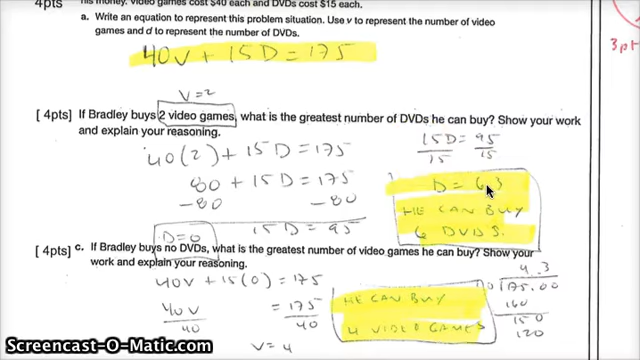 4pts his money. Video games cost $40 each and DVDs cost $15 each.
a. Write an equation to represent this problem situation. Use v to represent the number of video
games and d to represent the number of DVDs.
3pt
40V + 15D = 175
V=2
[ 4pts] If Bradley buys 2 video games, what is the greatest number of DVDs he can buy? Show your work
and explain your reasoning.
40(2) + 15D = 175
15D = 95
15 15
80 + 15D = 175
D = 6.3
-80 -80
HE CAN BUY
15D = 95
6 DVDS.
D=0
[ 4pts] c. If Bradley buys no DVDs, what is the greatest number of video games he can buy? Show your
work and explain your reasoning.
4.3
40V + 15(0) = 175
175.00
HE CAN BUY
160
40V = 175
40 40
4 VIDEO GAMES
150
120
V = 4
Screencast-O-Matic.com